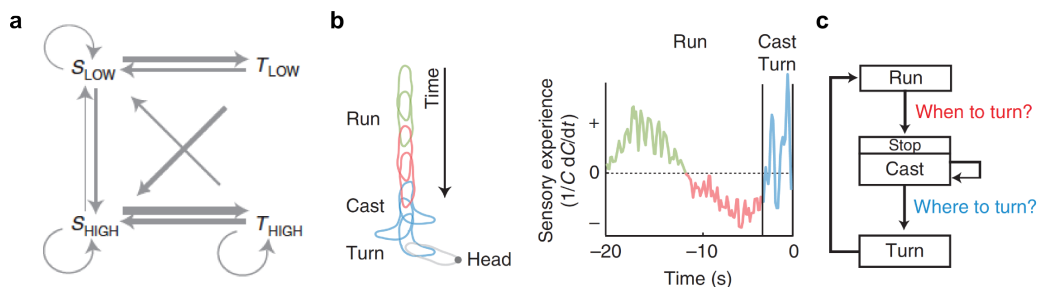 a
S_LOW
T_LOW
S_HIGH
T_HIGH
b
Time
Run
Cast
Turn
Head
Run
Cast
Turn
Sensory experience
(1/C dC/dt)
+
0
–
–20
–10
0
Time (s)
c
Run
When to turn?
Stop
Cast
Where to turn?
Turn